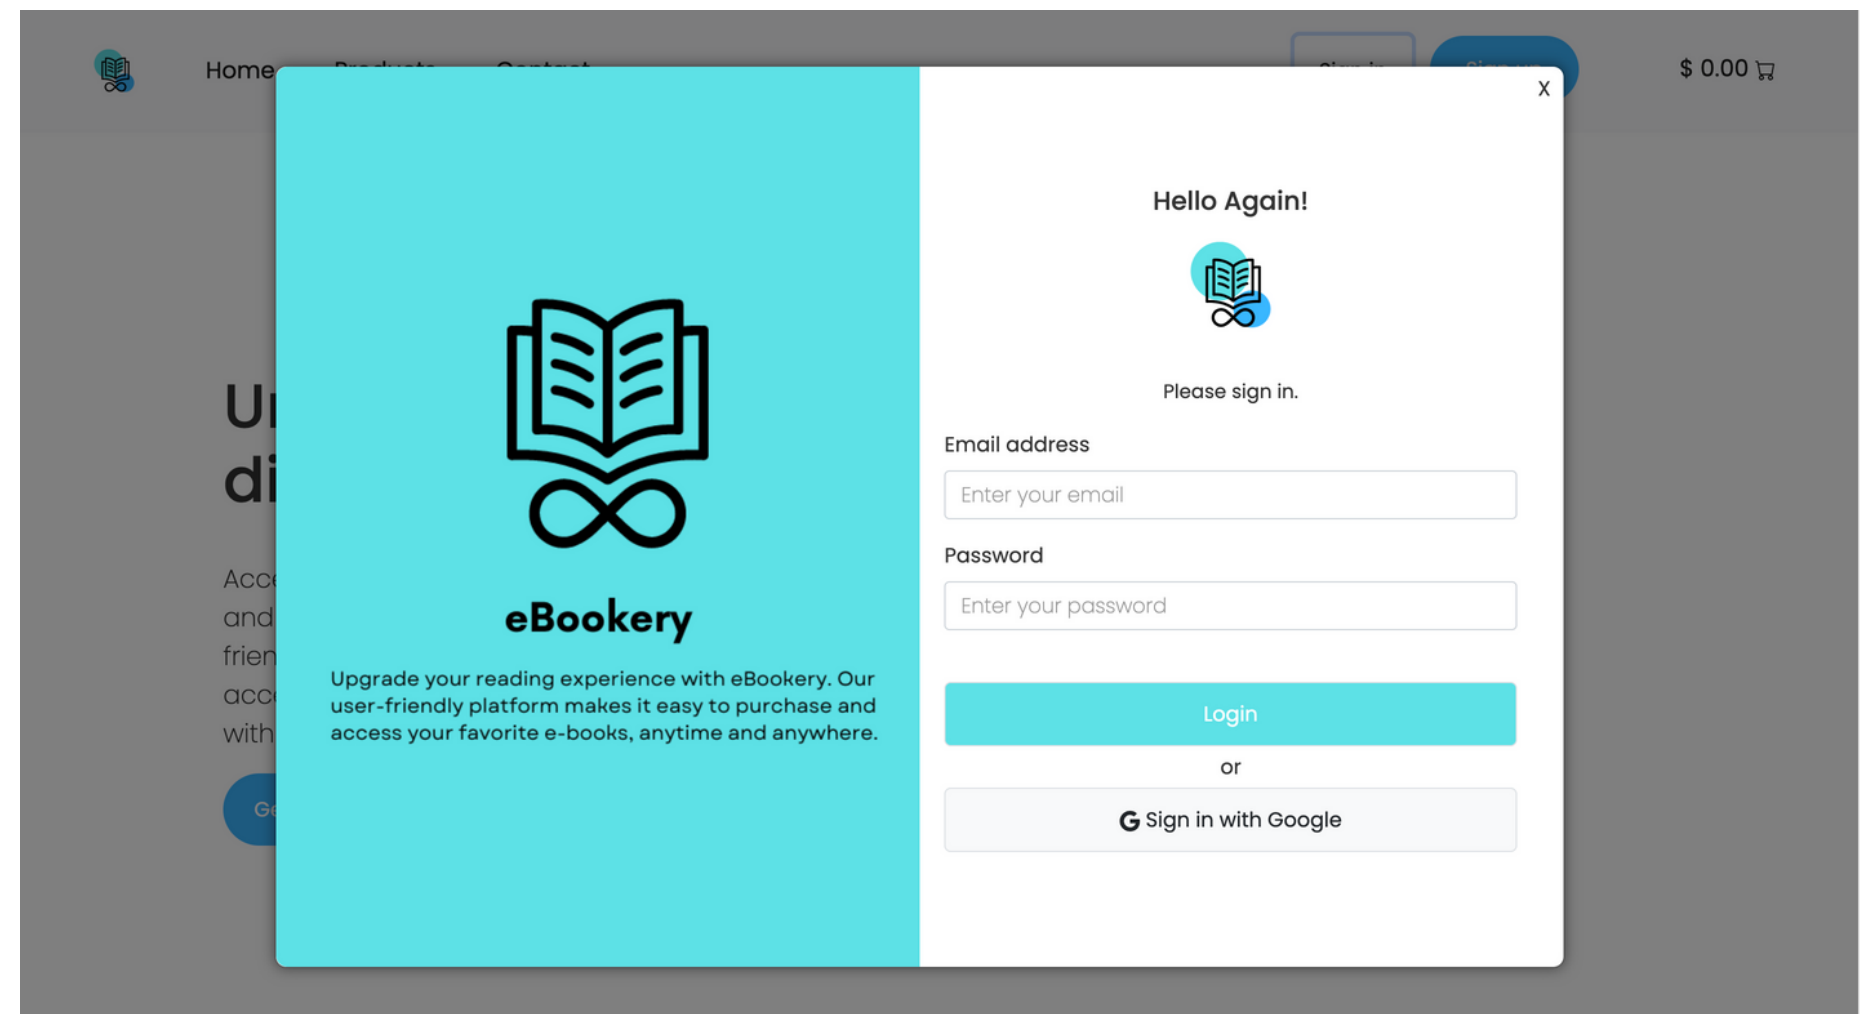 Home
$ 0.00
X
Hello Again!
Please sign in.
Email address
Enter your email
Password
Enter your password
Login
or
G Sign in with Google
eBookery
Upgrade your reading experience with eBookery. Our
user-friendly platform makes it easy to purchase and
access your favorite e-books, anytime and anywhere.
and
with